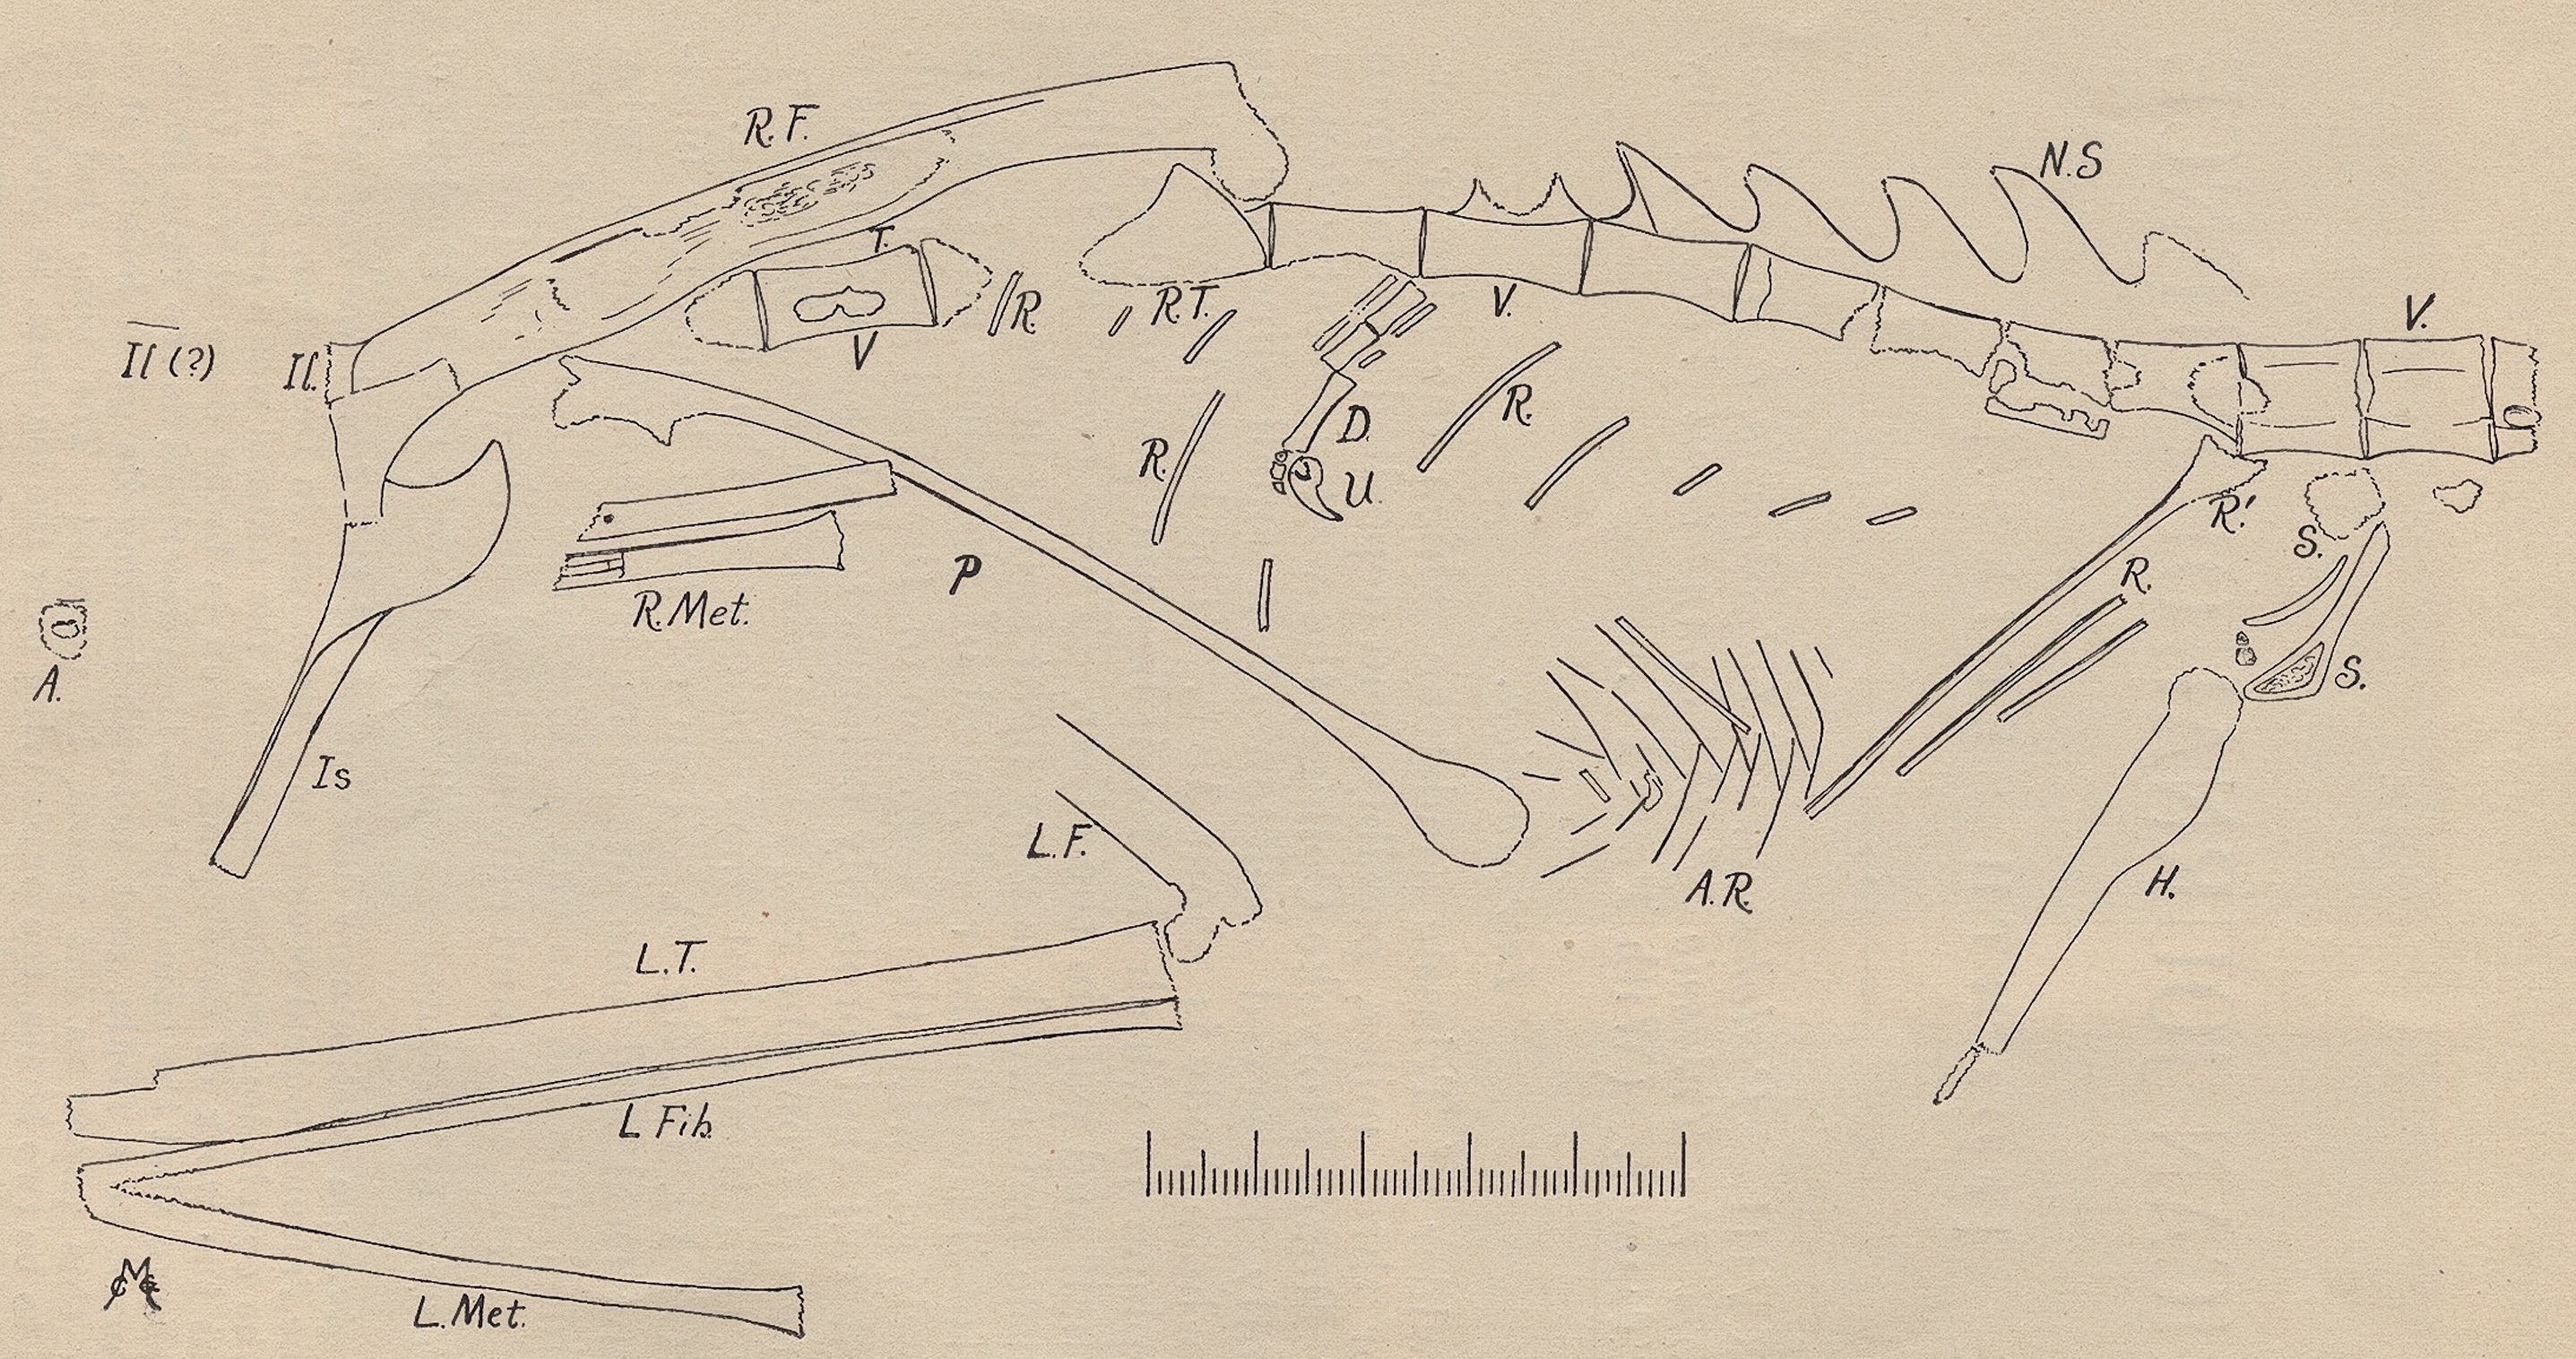 R.F.
N.S
T.
R.
R.T.
V.
V.
Il (?)
Il.
V
R.
D.
R.
U.
R!
S.
P
R.
R.Met.
A.
S.
Is
L.F.
A.R.
H.
L.T.
L Fib.
L.Met.